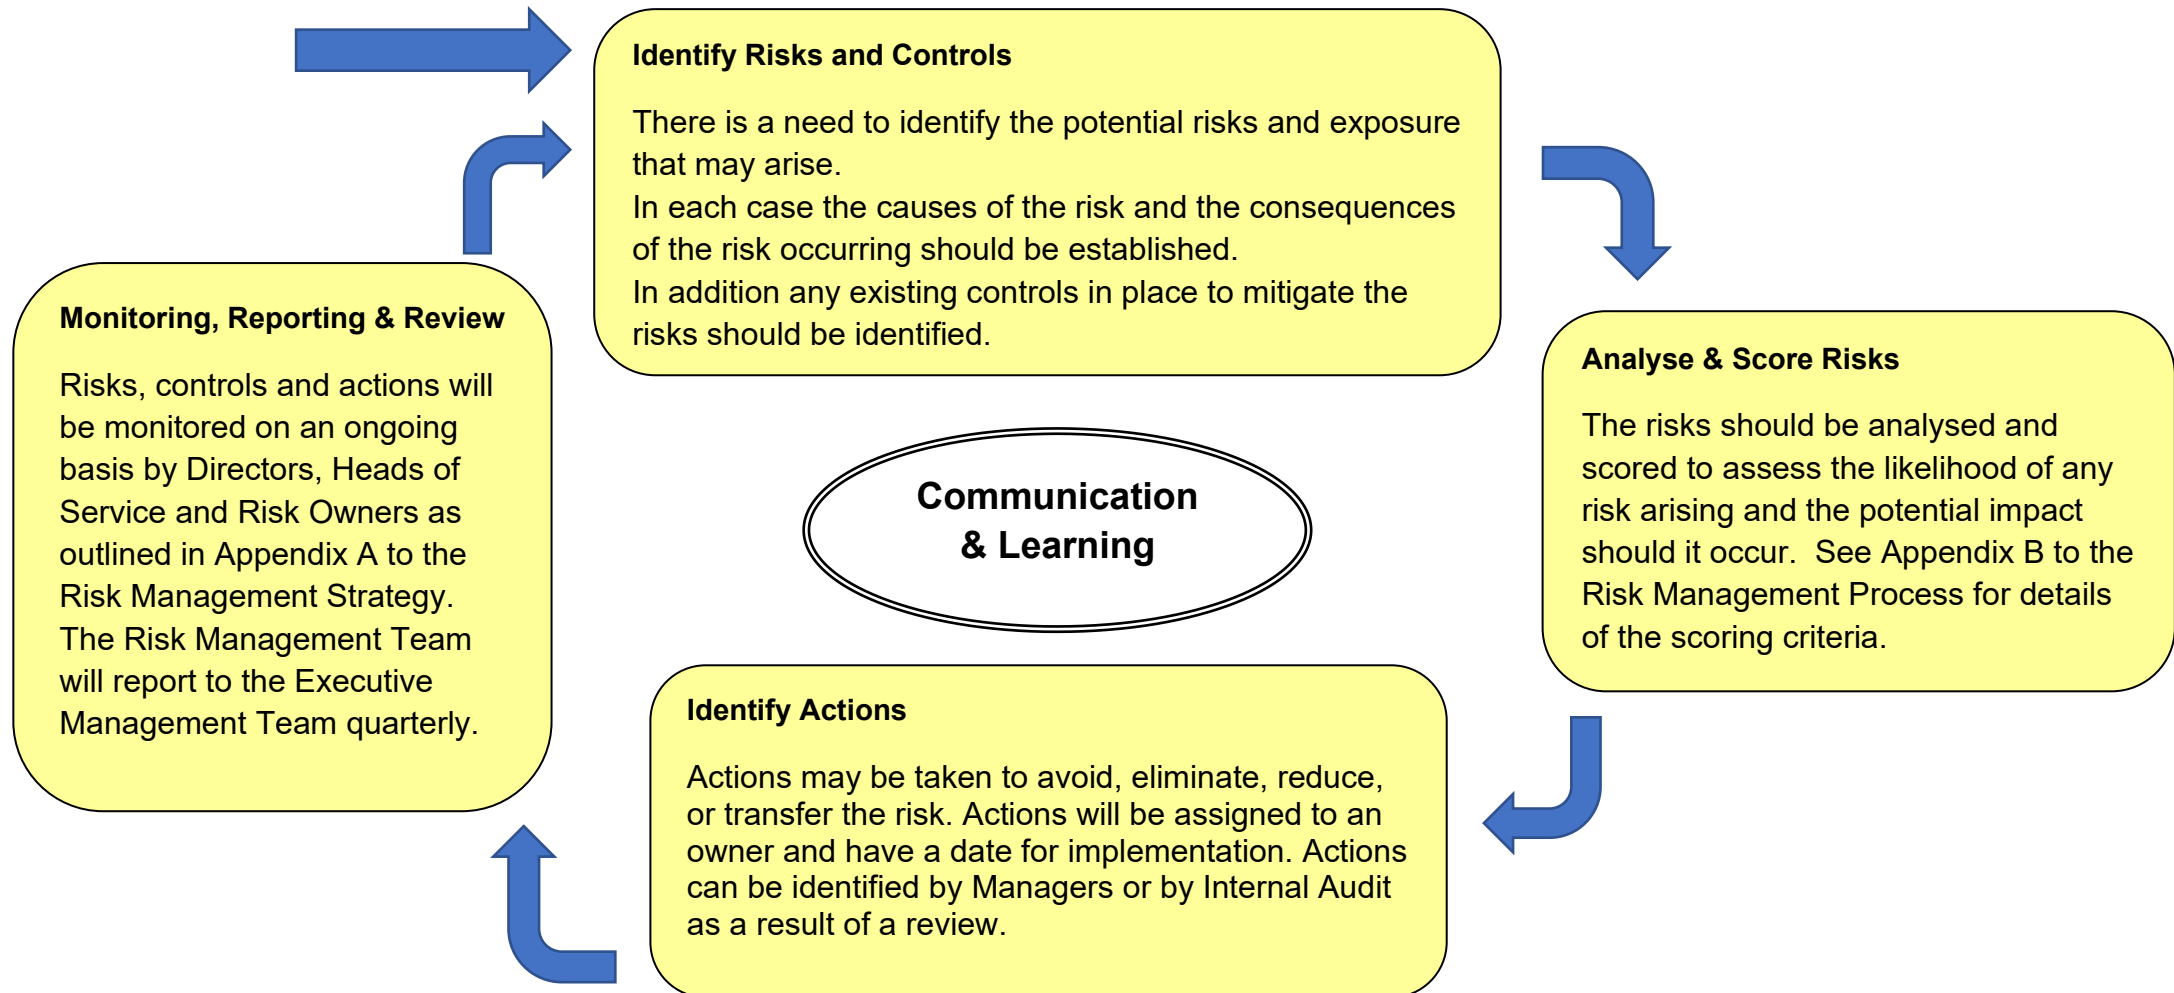 Identify Risks and Controls
There is a need to identify the potential risks and exposure
that may arise.
In each case the causes of the risk and the consequences
of the risk occurring should be established.
In addition any existing controls in place to mitigate the
risks should be identified.
Analyse & Score Risks
The risks should be analysed and
scored to assess the likelihood of any
risk arising and the potential impact
should it occur.  See Appendix B to the
Risk Management Process for details
of the scoring criteria.
Identify Actions
Actions may be taken to avoid, eliminate, reduce,
or transfer the risk. Actions will be assigned to an
owner and have a date for implementation. Actions
can be identified by Managers or by Internal Audit
as a result of a review.
Monitoring, Reporting & Review
Risks, controls and actions will
be monitored on an ongoing
basis by Directors, Heads of
Service and Risk Owners as
outlined in Appendix A to the
Risk Management Strategy.
The Risk Management Team
will report to the Executive
Management Team quarterly.
Communication
& Learning